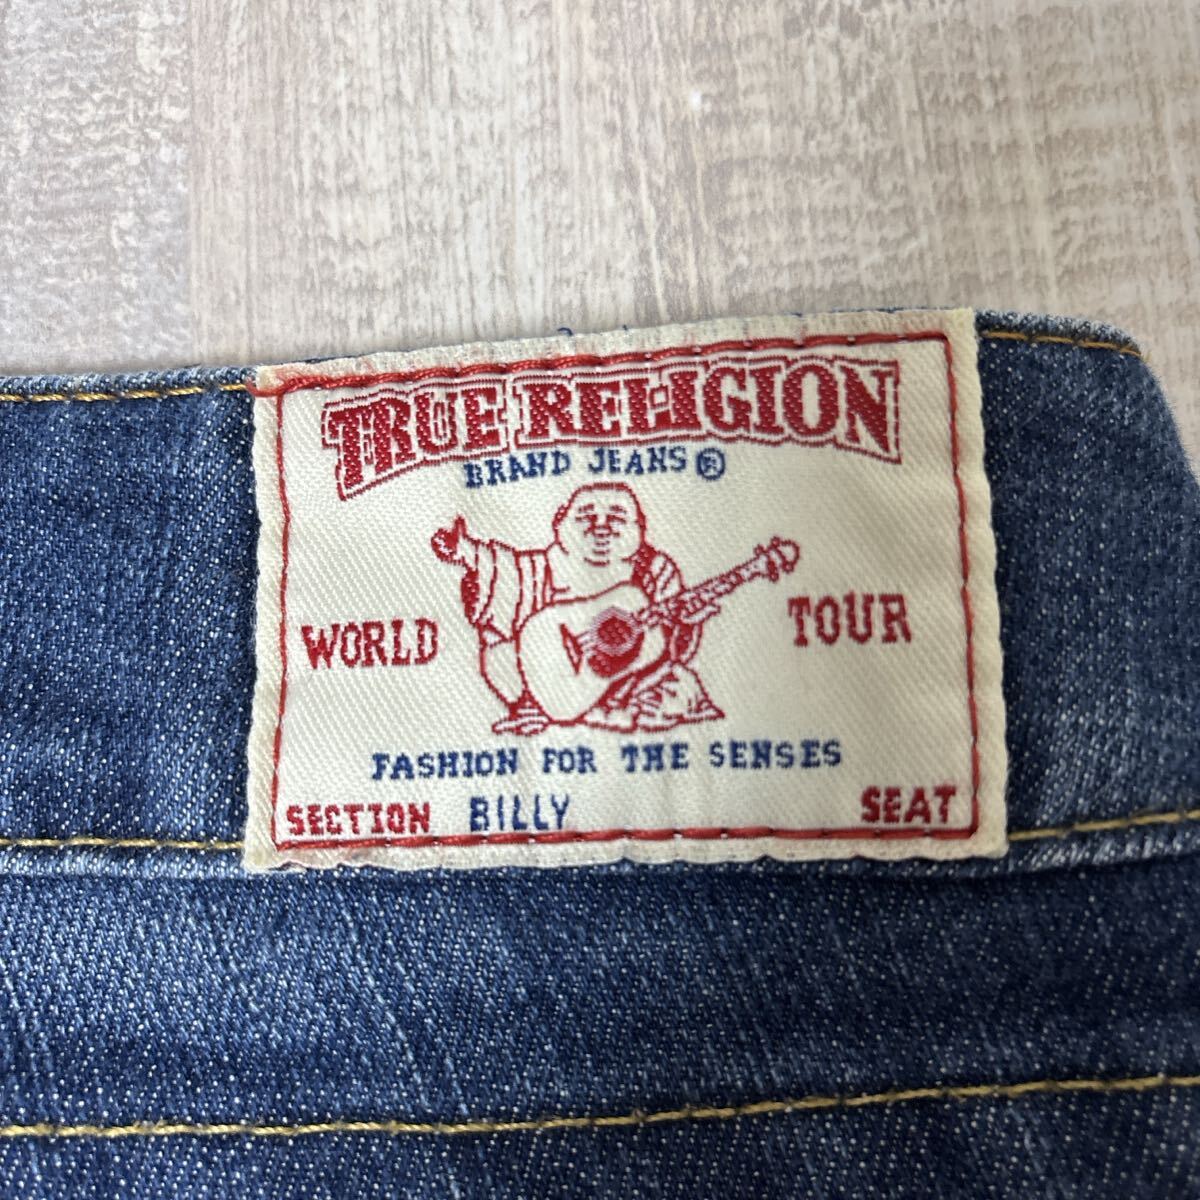 TRUE RELIGION
BRAND JEANS®
WORLD TOUR
FASHION FOR THE SENSES
SECTION BILLY SEAT